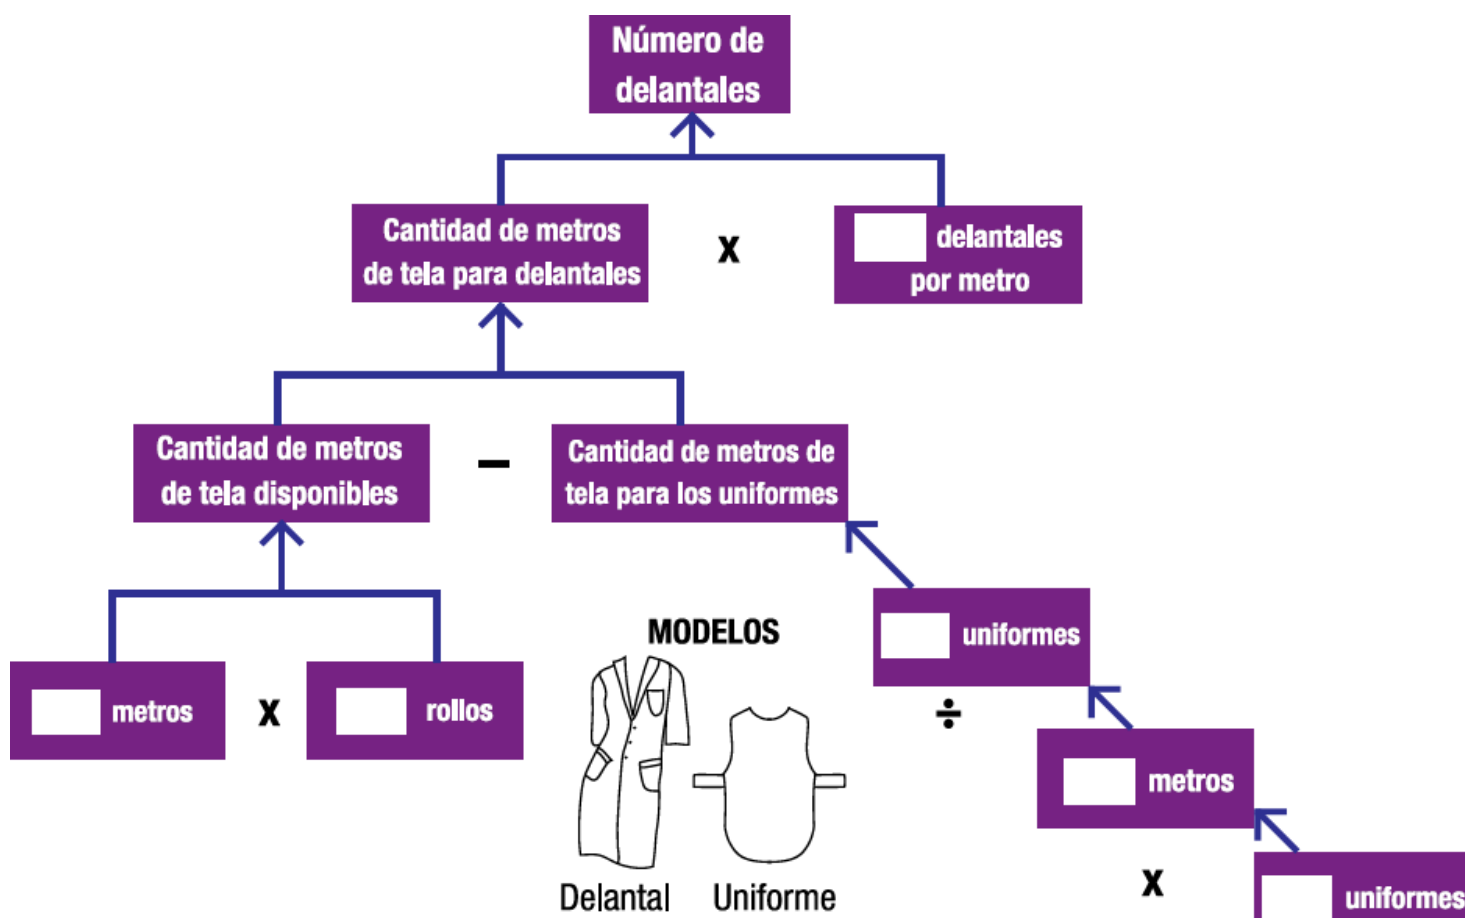 Número de
delantales
Cantidad de metros
de tela para delantales
x
delantales
por metro
Cantidad de metros
de tela disponibles
–
Cantidad de metros de
tela para los uniformes
metros
x
rollos
MODELOS
Delantal
Uniforme
uniformes
÷
metros
x
uniformes